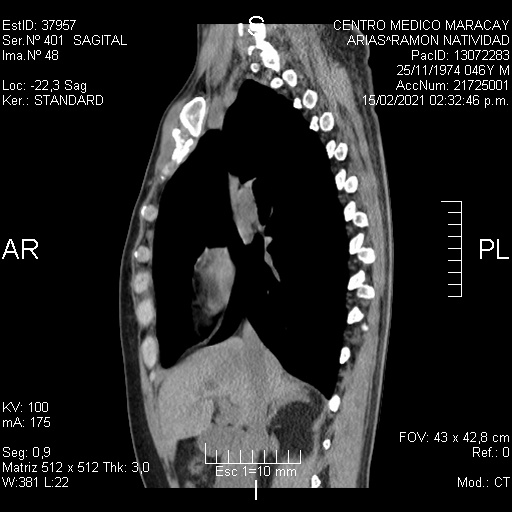 EstID: 37957
Ser.Nº 401 SAGITAL
Ima.Nº 48
Loc: -22,3 Sag
Ker.: STANDARD
CENTRO MEDICO MARACAY
ARIAS^RAMON NATIVIDAD
PacID: 13072283
25/11/1974 046Y M
AccNum: 21725001
15/02/2021 02:32:46 p.m.
AR
PL
KV: 100
mA: 175
Seg: 0,9
Matriz 512 x 512 Thk: 3,0
W:381 L:22
Esc 1=10 mm
FOV: 43 x 42,8 cm
Ref.: 0
Mod.: CT